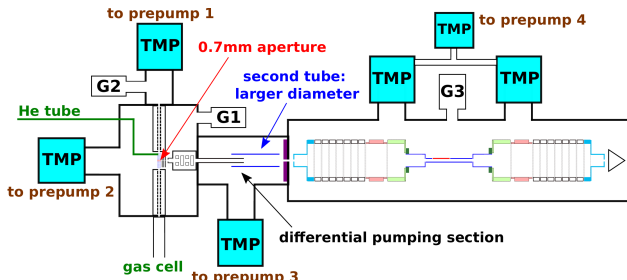 to prepump 1
to prepump 4
TMP
TMP
0.7mm aperture
second tube:
larger diameter
TMP
TMP
G2
G1
G3
He tube
TMP
to prepump 2
TMP
differential pumping section
gas cell
to prepump 3